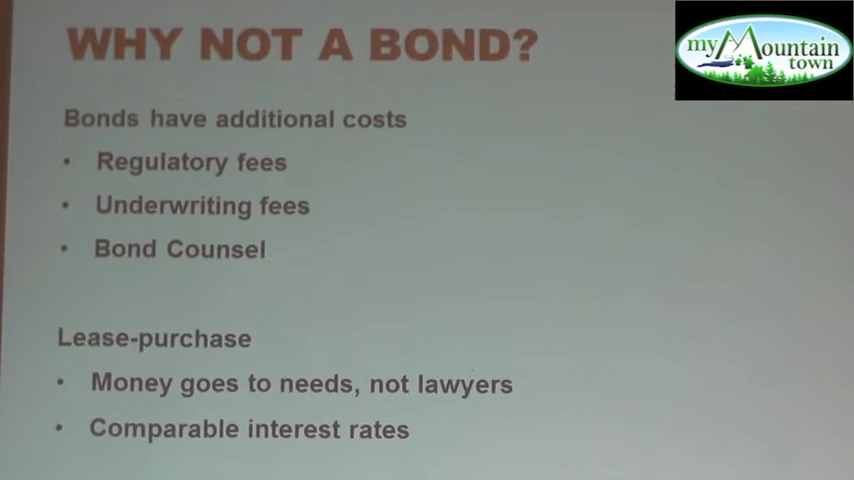 WHY NOT A BOND?
my Mountain
town
Bonds have additional costs
• Regulatory fees
• Underwriting fees
• Bond Counsel
Lease-purchase
• Money goes to needs, not lawyers
• Comparable interest rates